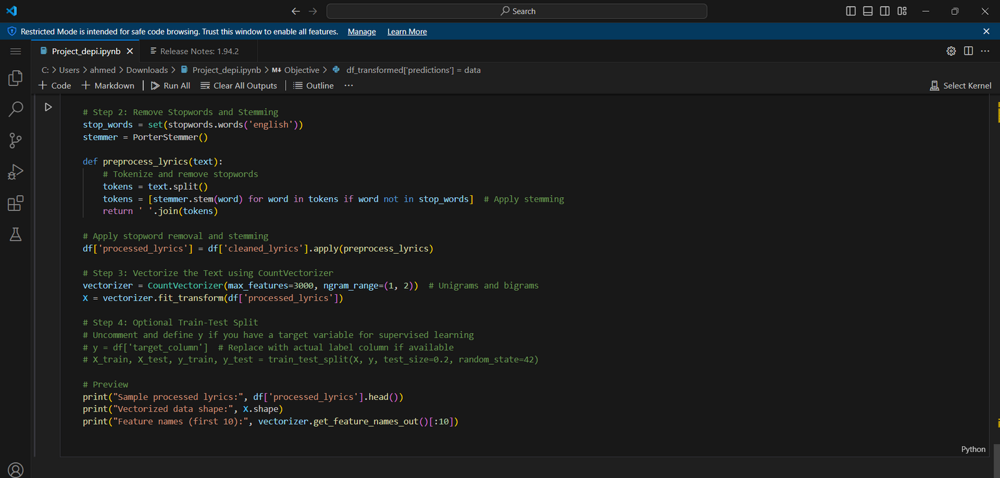 Search
Restricted Mode is intended for safe code browsing. Trust this window to enable all features. Manage Learn More
Project_depi.ipynb Release Notes: 1.94.2
C: > Users > ahmed > Downloads > Project_depi.ipynb > M↓ Objective > df_transformed['predictions'] = data
+ Code + Markdown | Run All Clear All Outputs | Outline ··· Select Kernel
# Step 2: Remove Stopwords and Stemming
stop_words = set(stopwords.words('english'))
stemmer = PorterStemmer()
def preprocess_lyrics(text):
    # Tokenize and remove stopwords
    tokens = text.split()
    tokens = [stemmer.stem(word) for word in tokens if word not in stop_words]  # Apply stemming
    return ' '.join(tokens)
# Apply stopword removal and stemming
df['processed_lyrics'] = df['cleaned_lyrics'].apply(preprocess_lyrics)
# Step 3: Vectorize the Text using CountVectorizer
vectorizer = CountVectorizer(max_features=3000, ngram_range=(1, 2))  # Unigrams and bigrams
X = vectorizer.fit_transform(df['processed_lyrics'])
# Step 4: Optional Train-Test Split
# Uncomment and define y if you have a target variable for supervised learning
# y = df['target_column']  # Replace with actual label column if available
# X_train, X_test, y_train, y_test = train_test_split(X, y, test_size=0.2, random_state=42)
# Preview
print("Sample processed lyrics:", df['processed_lyrics'].head())
print("Vectorized data shape:", X.shape)
print("Feature names (first 10):", vectorizer.get_feature_names_out()[:10])
Python